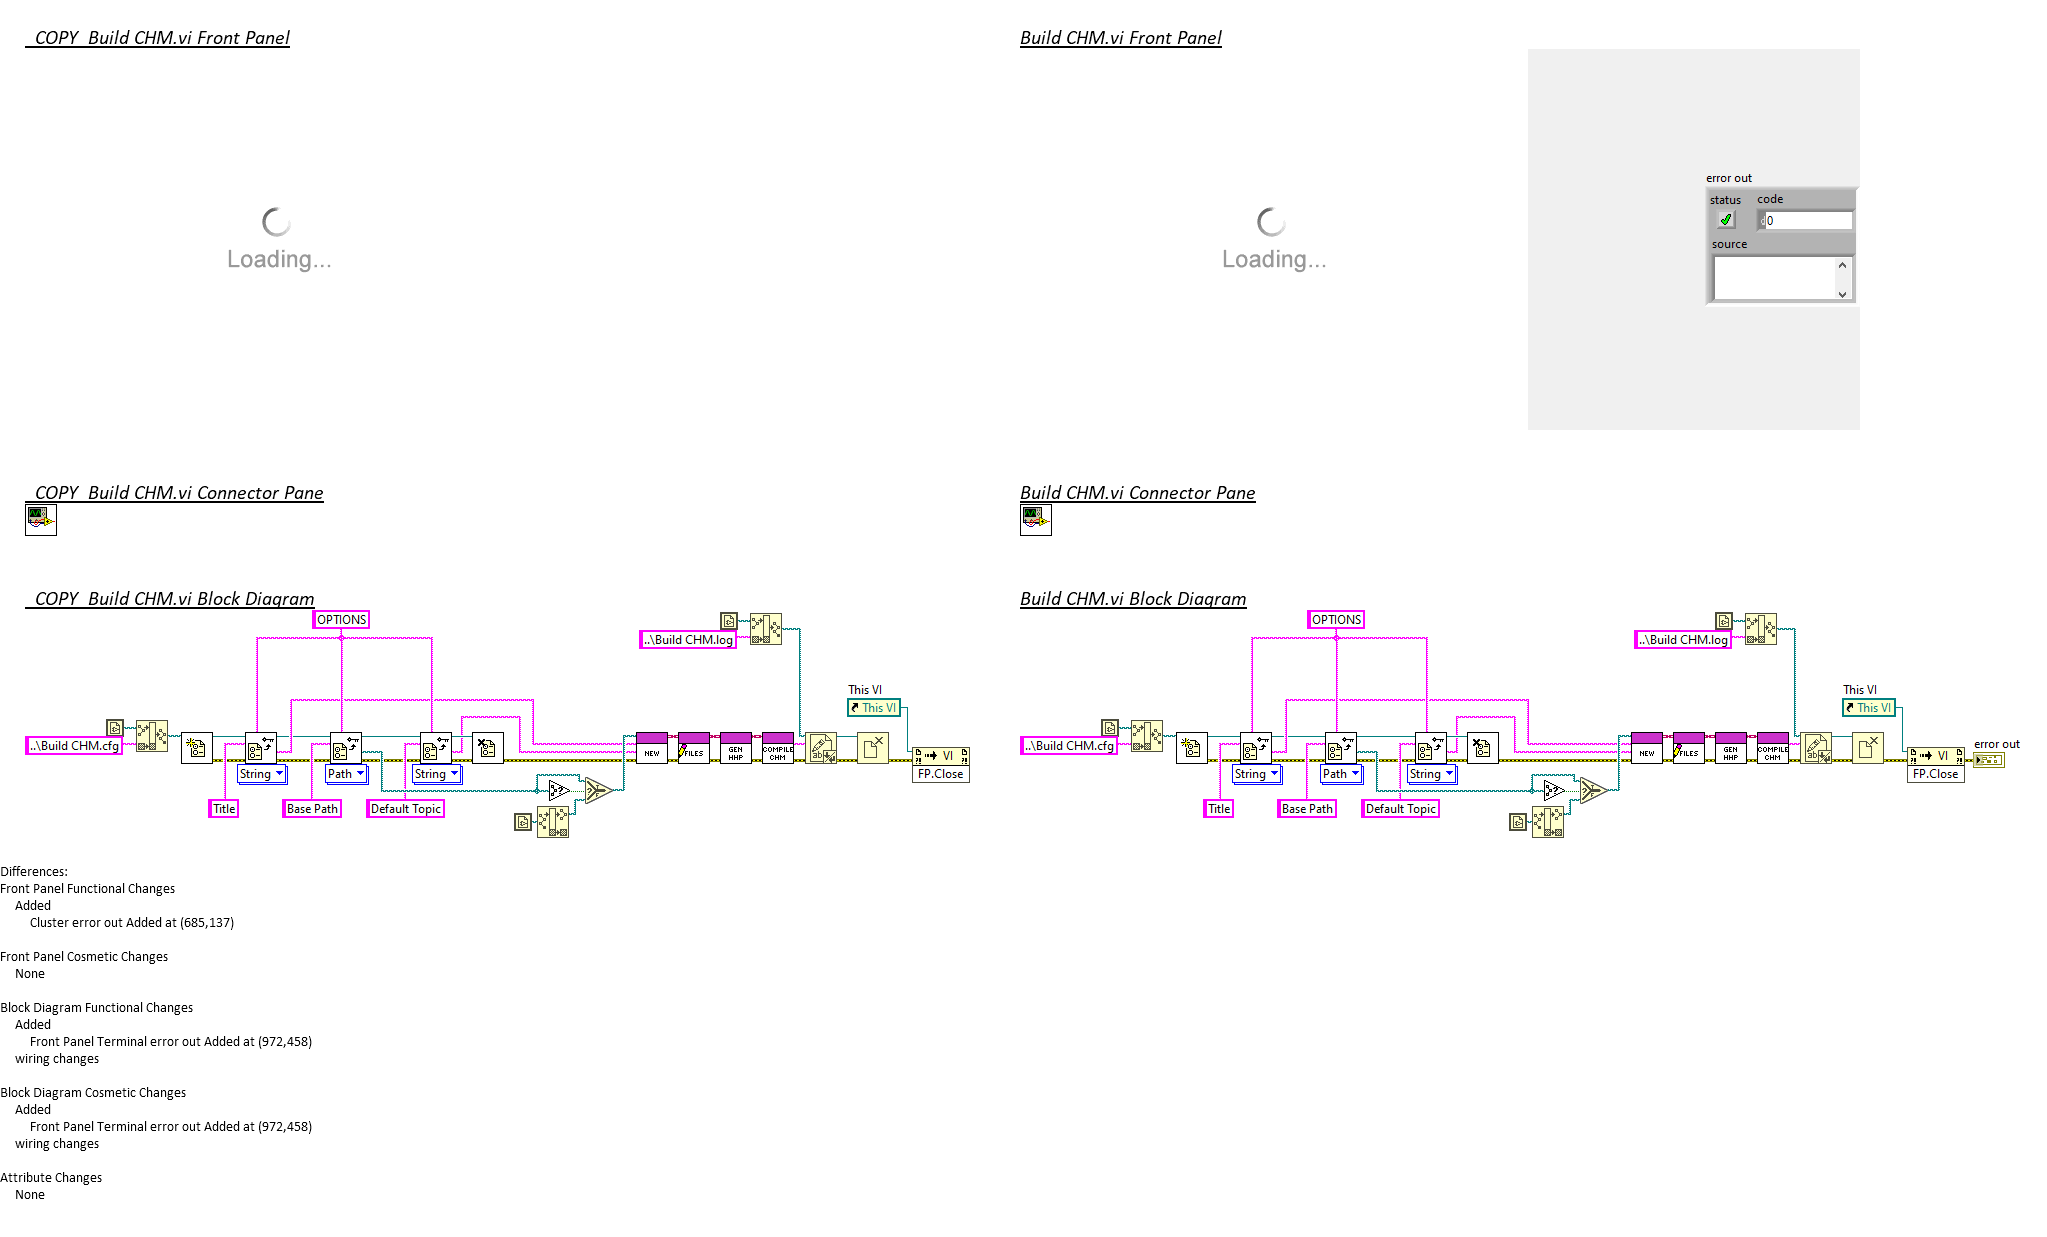 COPY Build CHM.vi Front Panel
Loading...
Build CHM.vi Front Panel
Loading...
error out
status code
0
source
COPY Build CHM.vi Connector Pane
Build CHM.vi Connector Pane
COPY Build CHM.vi Block Diagram
OPTIONS
..\Build CHM.log
This VI
This VI
..\Build CHM.cfg
NEW
FILES
GEN HHP
COMPILE CHM
VI
FP.Close
String
Path
String
Title
Base Path
Default Topic
Build CHM.vi Block Diagram
OPTIONS
..\Build CHM.log
This VI
This VI
..\Build CHM.cfg
NEW
FILES
GEN HHP
COMPILE CHM
VI
error out
FP.Close
String
Path
String
Title
Base Path
Default Topic
Differences:
Front Panel Functional Changes
Added
Cluster error out Added at (685,137)
Front Panel Cosmetic Changes
None
Block Diagram Functional Changes
Added
Front Panel Terminal error out Added at (972,458)
wiring changes
Block Diagram Cosmetic Changes
Added
Front Panel Terminal error out Added at (972,458)
wiring changes
Attribute Changes
None